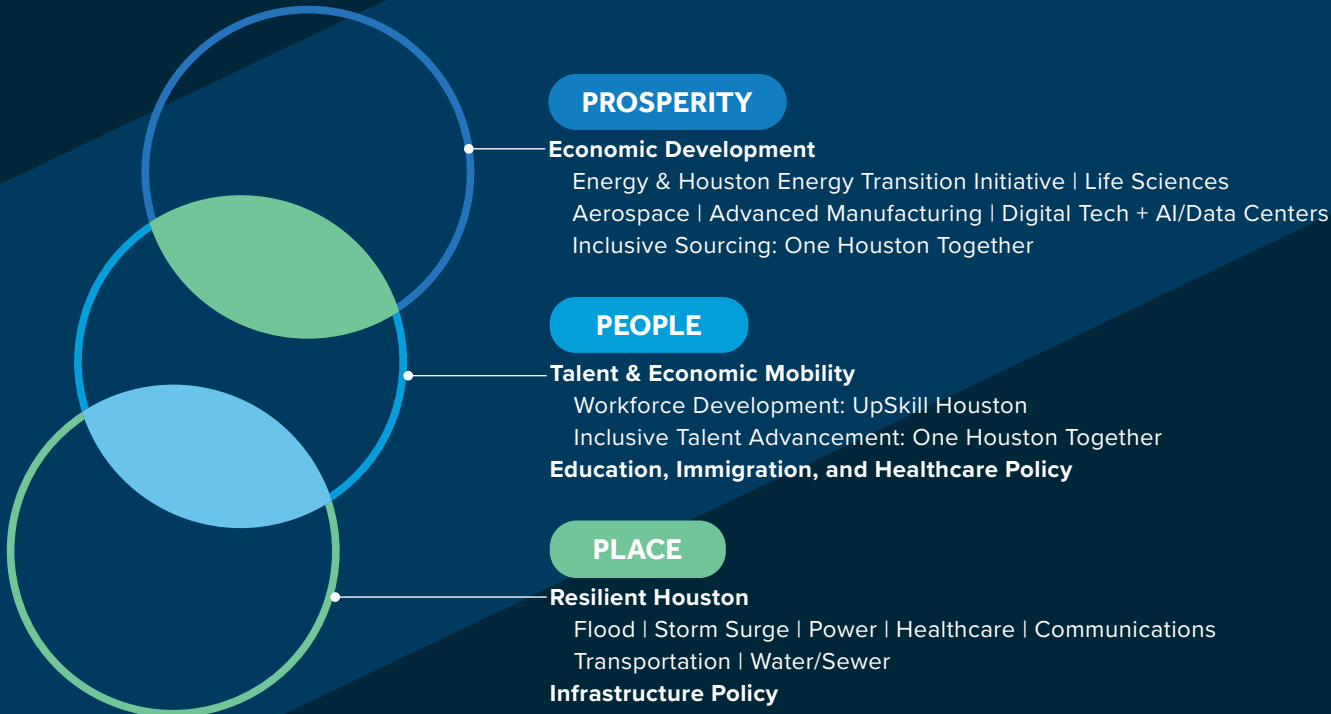 PROSPERITY
Economic Development
Energy & Houston Energy Transition Initiative | Life Sciences
Aerospace | Advanced Manufacturing | Digital Tech + AI/Data Centers
Inclusive Sourcing: One Houston Together
PEOPLE
Talent & Economic Mobility
Workforce Development: UpSkill Houston
Inclusive Talent Advancement: One Houston Together
Education, Immigration, and Healthcare Policy
PLACE
Resilient Houston
Flood | Storm Surge | Power | Healthcare | Communications
Transportation | Water/Sewer
Infrastructure Policy